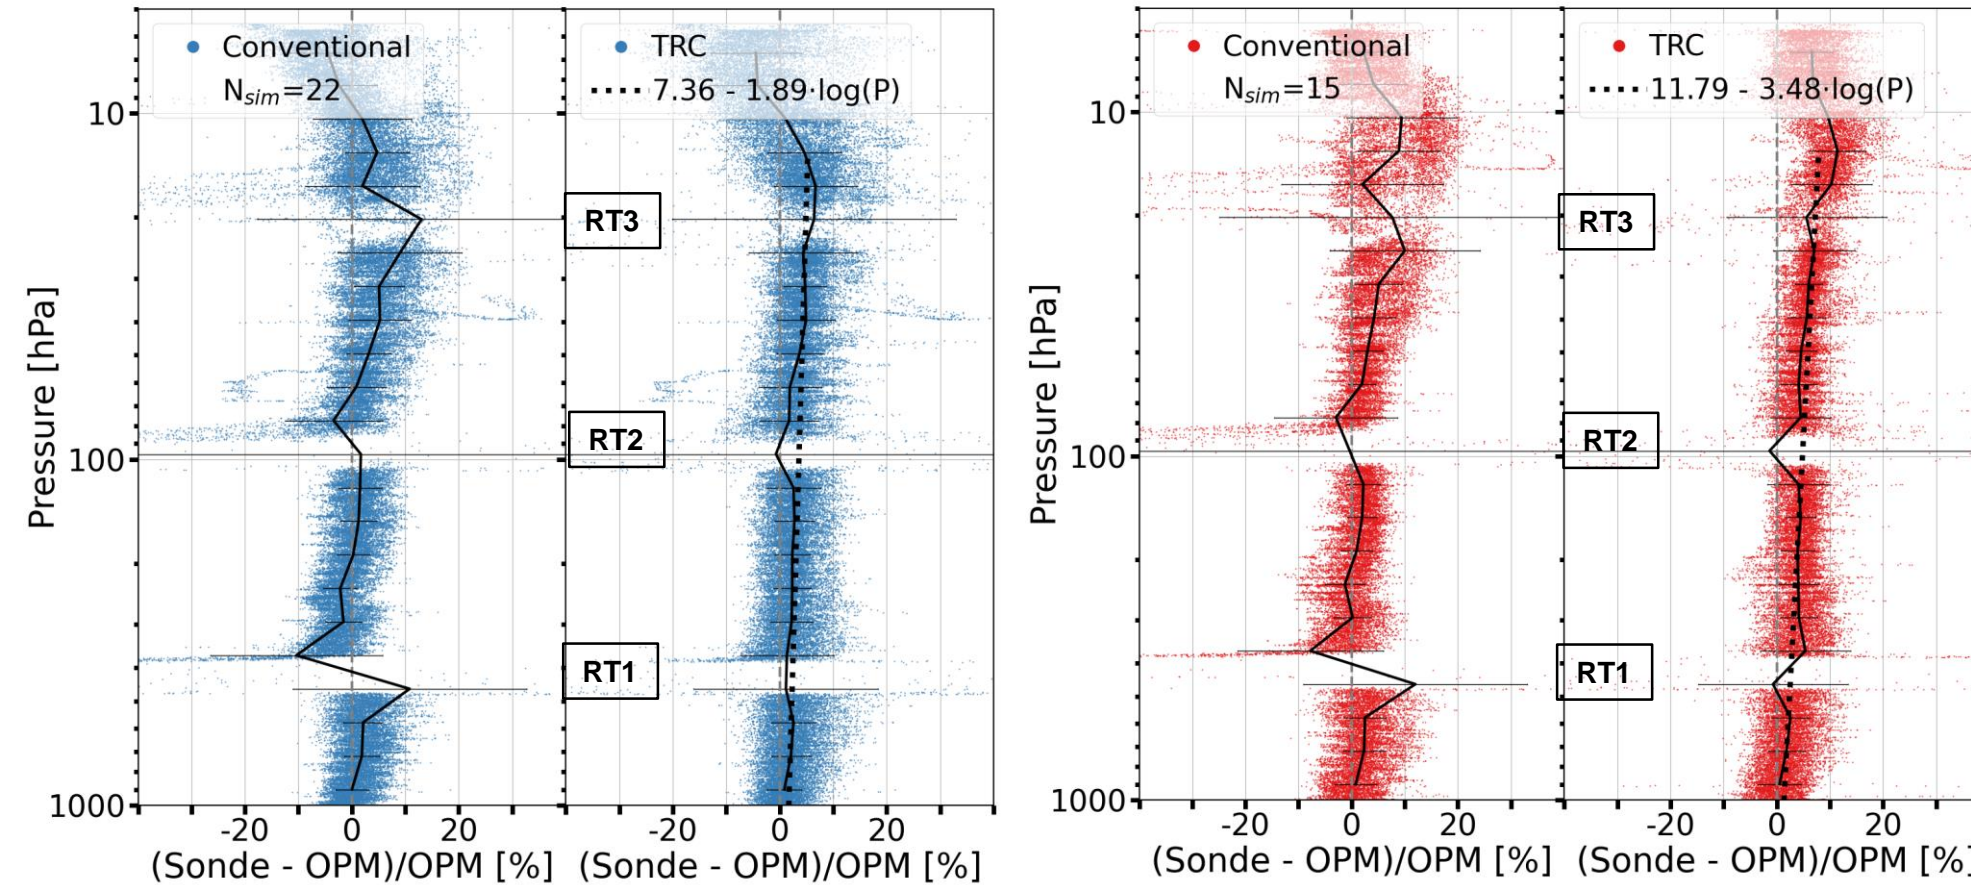 Conventional
N_sim=22
TRC
7.36 - 1.89·log(P)
Conventional
N_sim=15
TRC
11.79 - 3.48·log(P)
10
100
1000
Pressure [hPa]
RT3
RT2
RT1
10
100
1000
Pressure [hPa]
RT3
RT2
RT1
-20 0 20
-20 0 20
-20 0 20
-20 0 20
(Sonde - OPM)/OPM [%]
(Sonde - OPM)/OPM [%]
(Sonde - OPM)/OPM [%]
(Sonde - OPM)/OPM [%]